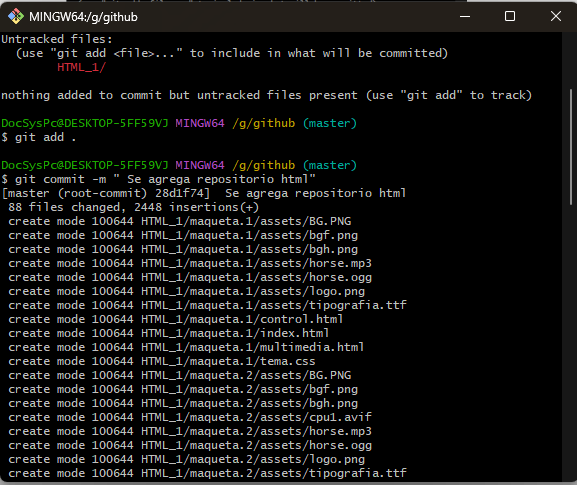 MINGW64:/g/github
Untracked files:
  (use "git add <file>..." to include in what will be committed)
        HTML_1/

nothing added to commit but untracked files present (use "git add" to track)

DocSysPc@DESKTOP-5FF59VJ MINGW64 /g/github (master)
$ git add .

DocSysPc@DESKTOP-5FF59VJ MINGW64 /g/github (master)
$ git commit -m " Se agrega repositorio html"
[master (root-commit) 28d1f74]  Se agrega repositorio html
 88 files changed, 2448 insertions(+)
 create mode 100644 HTML_1/maqueta.1/assets/BG.PNG
 create mode 100644 HTML_1/maqueta.1/assets/bgf.png
 create mode 100644 HTML_1/maqueta.1/assets/bgh.png
 create mode 100644 HTML_1/maqueta.1/assets/horse.mp3
 create mode 100644 HTML_1/maqueta.1/assets/horse.ogg
 create mode 100644 HTML_1/maqueta.1/assets/logo.png
 create mode 100644 HTML_1/maqueta.1/assets/tipografia.ttf
 create mode 100644 HTML_1/maqueta.1/control.html
 create mode 100644 HTML_1/maqueta.1/index.html
 create mode 100644 HTML_1/maqueta.1/multimedia.html
 create mode 100644 HTML_1/maqueta.1/tema.css
 create mode 100644 HTML_1/maqueta.2/assets/BG.PNG
 create mode 100644 HTML_1/maqueta.2/assets/bgf.png
 create mode 100644 HTML_1/maqueta.2/assets/bgh.png
 create mode 100644 HTML_1/maqueta.2/assets/cpu1.avif
 create mode 100644 HTML_1/maqueta.2/assets/horse.mp3
 create mode 100644 HTML_1/maqueta.2/assets/horse.ogg
 create mode 100644 HTML_1/maqueta.2/assets/logo.png
 create mode 100644 HTML_1/maqueta.2/assets/tipografia.ttf